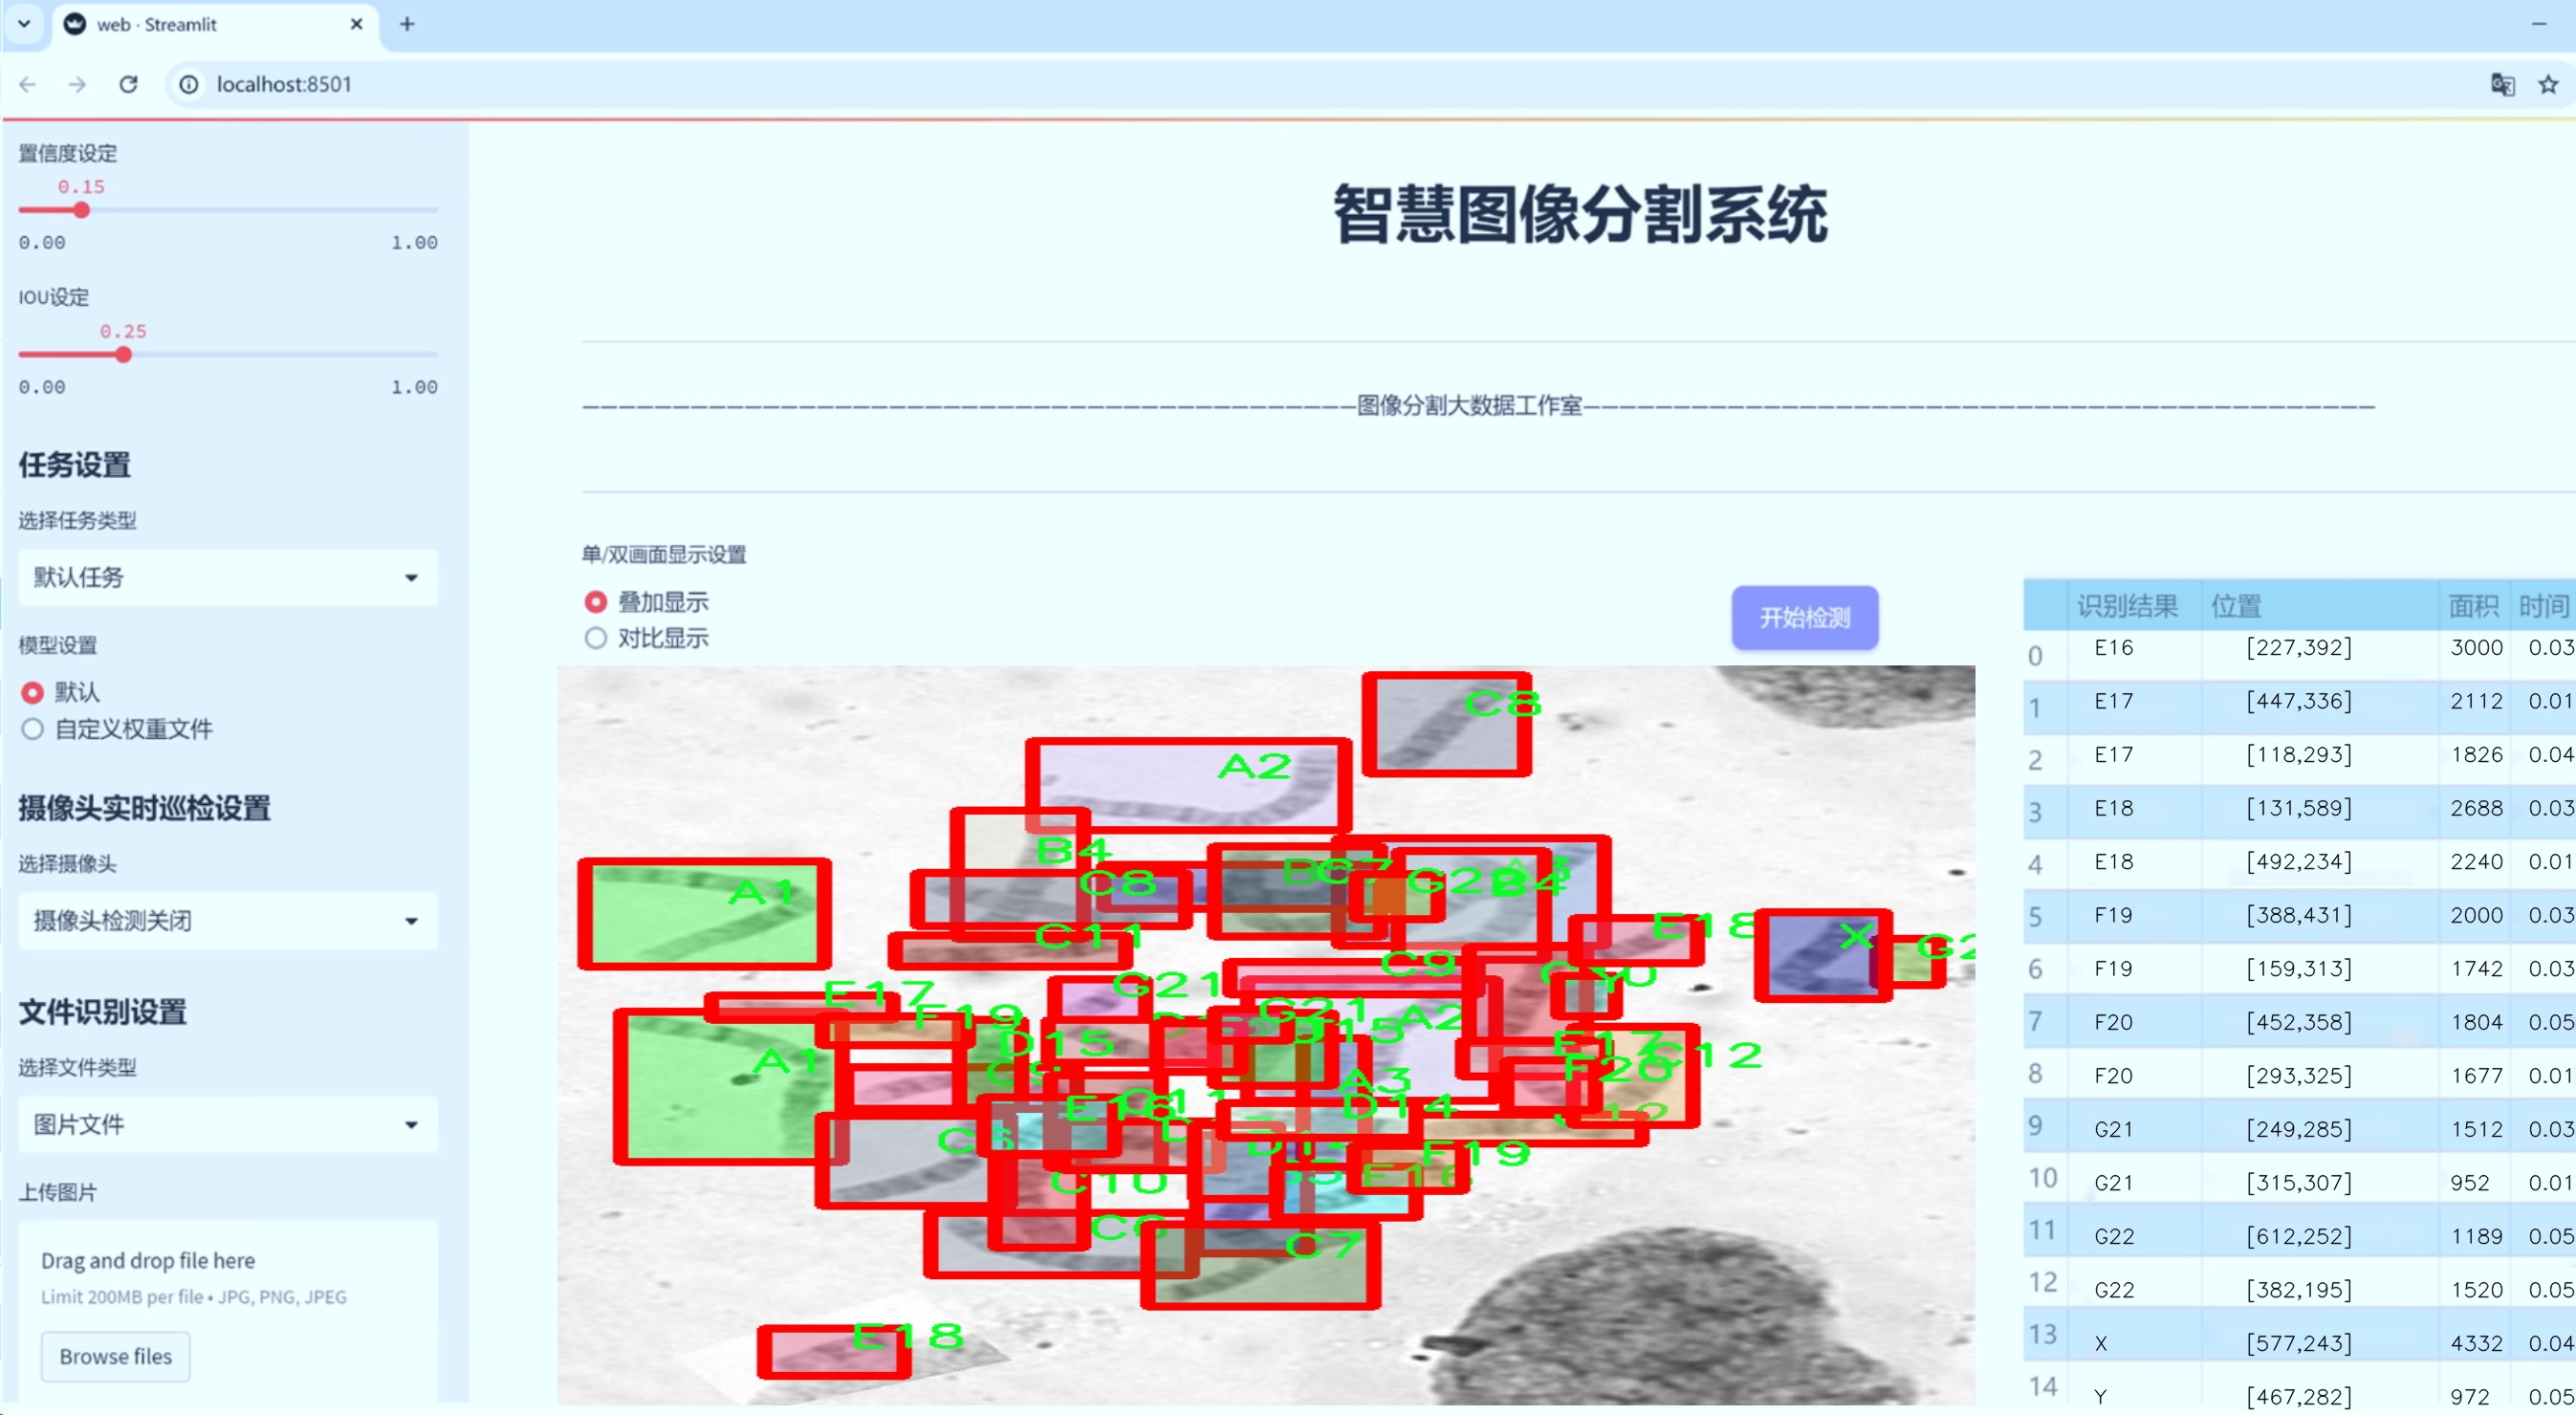 web · Streamlit
localhost:8501
置信度设定
0.15
0.00 1.00
IOU设定
0.25
0.00 1.00
任务设置
选择任务类型
默认任务
模型设置
默认
自定义权重文件
摄像头实时巡检设置
选择摄像头
摄像头检测关闭
文件识别设置
选择文件类型
图片文件
上传图片
Drag and drop file here
Limit 200MB per file • JPG, PNG, JPEG
Browse files
智慧图像分割系统
图像分割大数据工作室
单/双画面显示设置
叠加显示
对比显示
开始检测
C8
A2
B4
A1
C8
C7
B4
C11
E18
X
C9
E17
G21
F19
G21
A2
D15
D15
A1
E17
C12
F20
A3
E16
D14
C5
F19
E16
C10
C6
C7
E18
识别结果 位置 面积 时间
0 E16 [227,392] 3000 0.03
1 E17 [447,336] 2112 0.01
2 E17 [118,293] 1826 0.04
3 E18 [131,589] 2688 0.03
4 E18 [492,234] 2240 0.01
5 F19 [388,431] 2000 0.03
6 F19 [159,313] 1742 0.03
7 F20 [452,358] 1804 0.05
8 F20 [293,325] 1677 0.01
9 G21 [249,285] 1512 0.03
10 G21 [315,307] 952 0.01
11 G22 [612,252] 1189 0.05
12 G22 [382,195] 1520 0.05
13 X [577,243] 4332 0.04
14 Y [467,282] 972 0.05